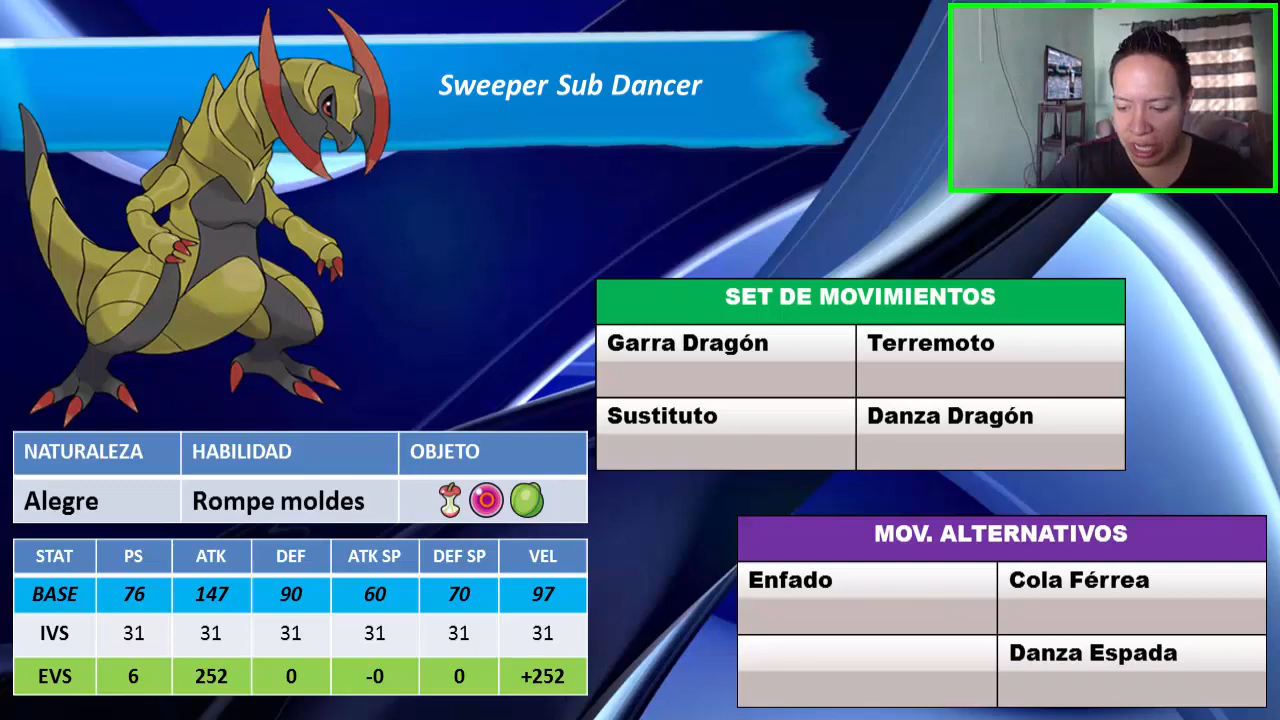 Sweeper Sub Dancer
SET DE MOVIMIENTOS
Garra Dragón Terremoto
Sustituto Danza Dragón
NATURALEZA HABILIDAD OBJETO
Alegre Rompe moldes
STAT PS ATK DEF ATK SP DEF SP VEL
BASE 76 147 90 60 70 97
IVS 31 31 31 31 31 31
EVS 6 252 0 -0 0 +252
MOV. ALTERNATIVOS
Enfado Cola Férrea
Danza Espada